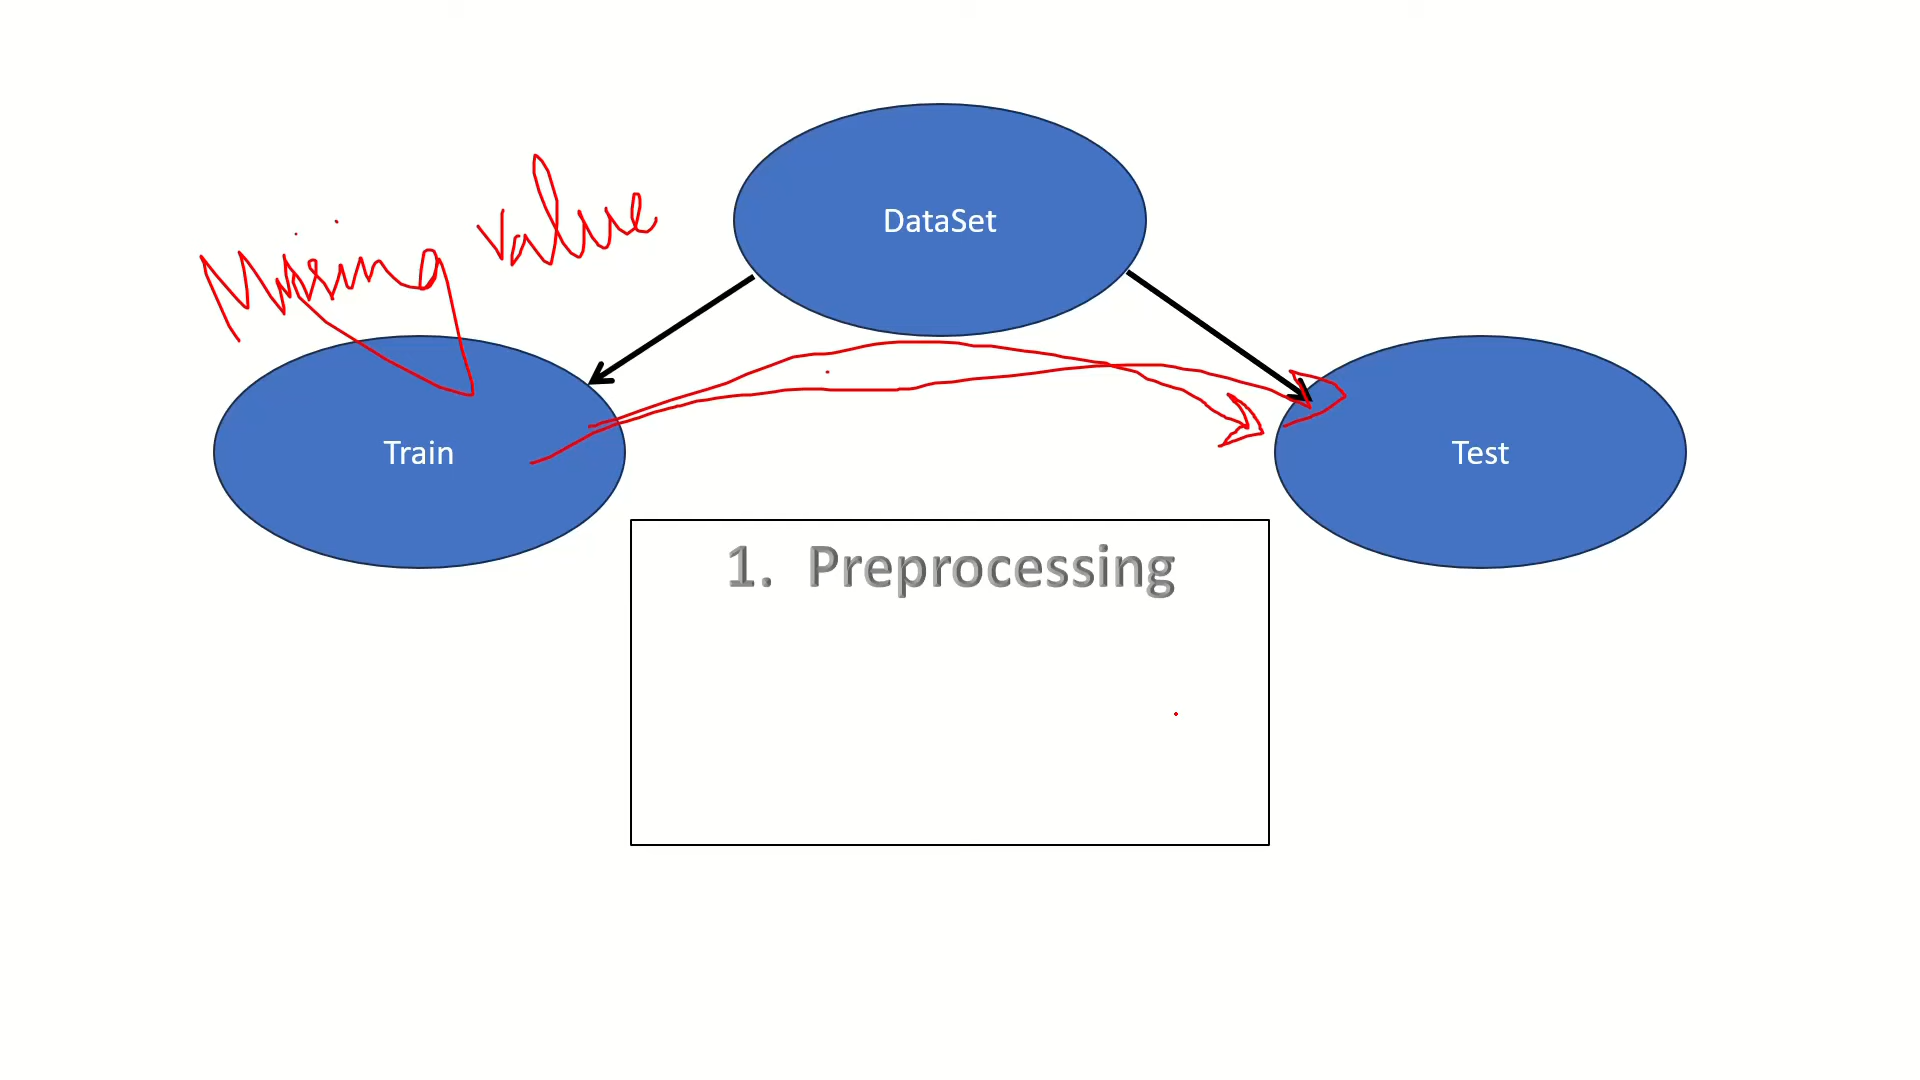 DataSet
Missing value
Train
Test
1. Preprocessing